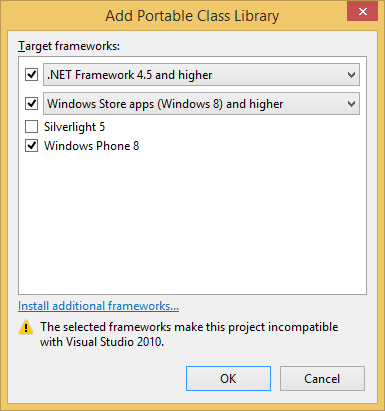 Add Portable Class Library
Target frameworks:
.NET Framework 4.5 and higher
Windows Store apps (Windows 8) and higher
Silverlight 5
Windows Phone 8
Install additional frameworks...
The selected frameworks make this project incompatible
with Visual Studio 2010.
OK
Cancel